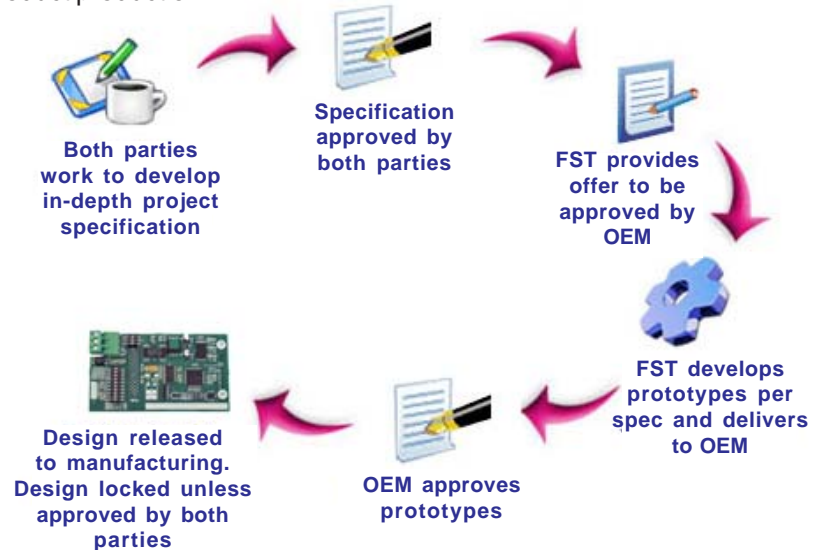 Both parties
work to develop
in-depth project
specification
Specification
approved by
both parties
FST provides
offer to be
approved by
OEM
FST develops
prototypes per
spec and delivers
to OEM
OEM approves
prototypes
Design released
to manufacturing.
Design locked unless
approved by both
parties